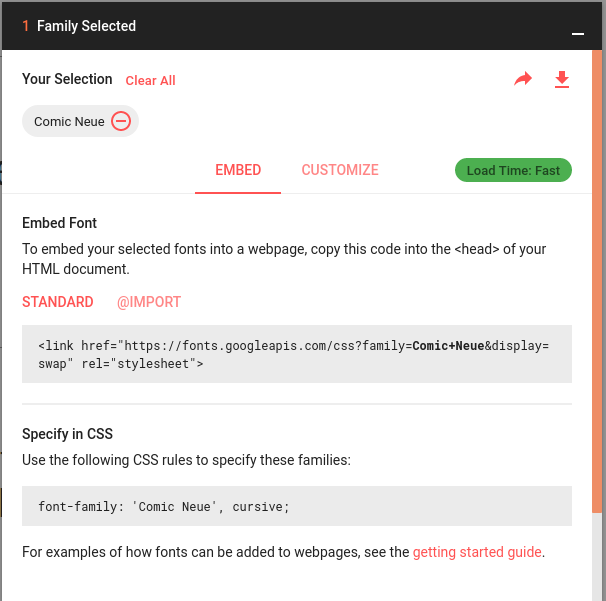 1 Family Selected
Your Selection Clear All
Comic Neue
EMBED CUSTOMIZE Load Time: Fast
Embed Font
To embed your selected fonts into a webpage, copy this code into the <head> of your
HTML document.
STANDARD @IMPORT
<link href="https://fonts.googleapis.com/css?family=Comic+Neue&display=
swap" rel="stylesheet">
Specify in CSS
Use the following CSS rules to specify these families:
font-family: 'Comic Neue', cursive;
For examples of how fonts can be added to webpages, see the getting started guide.